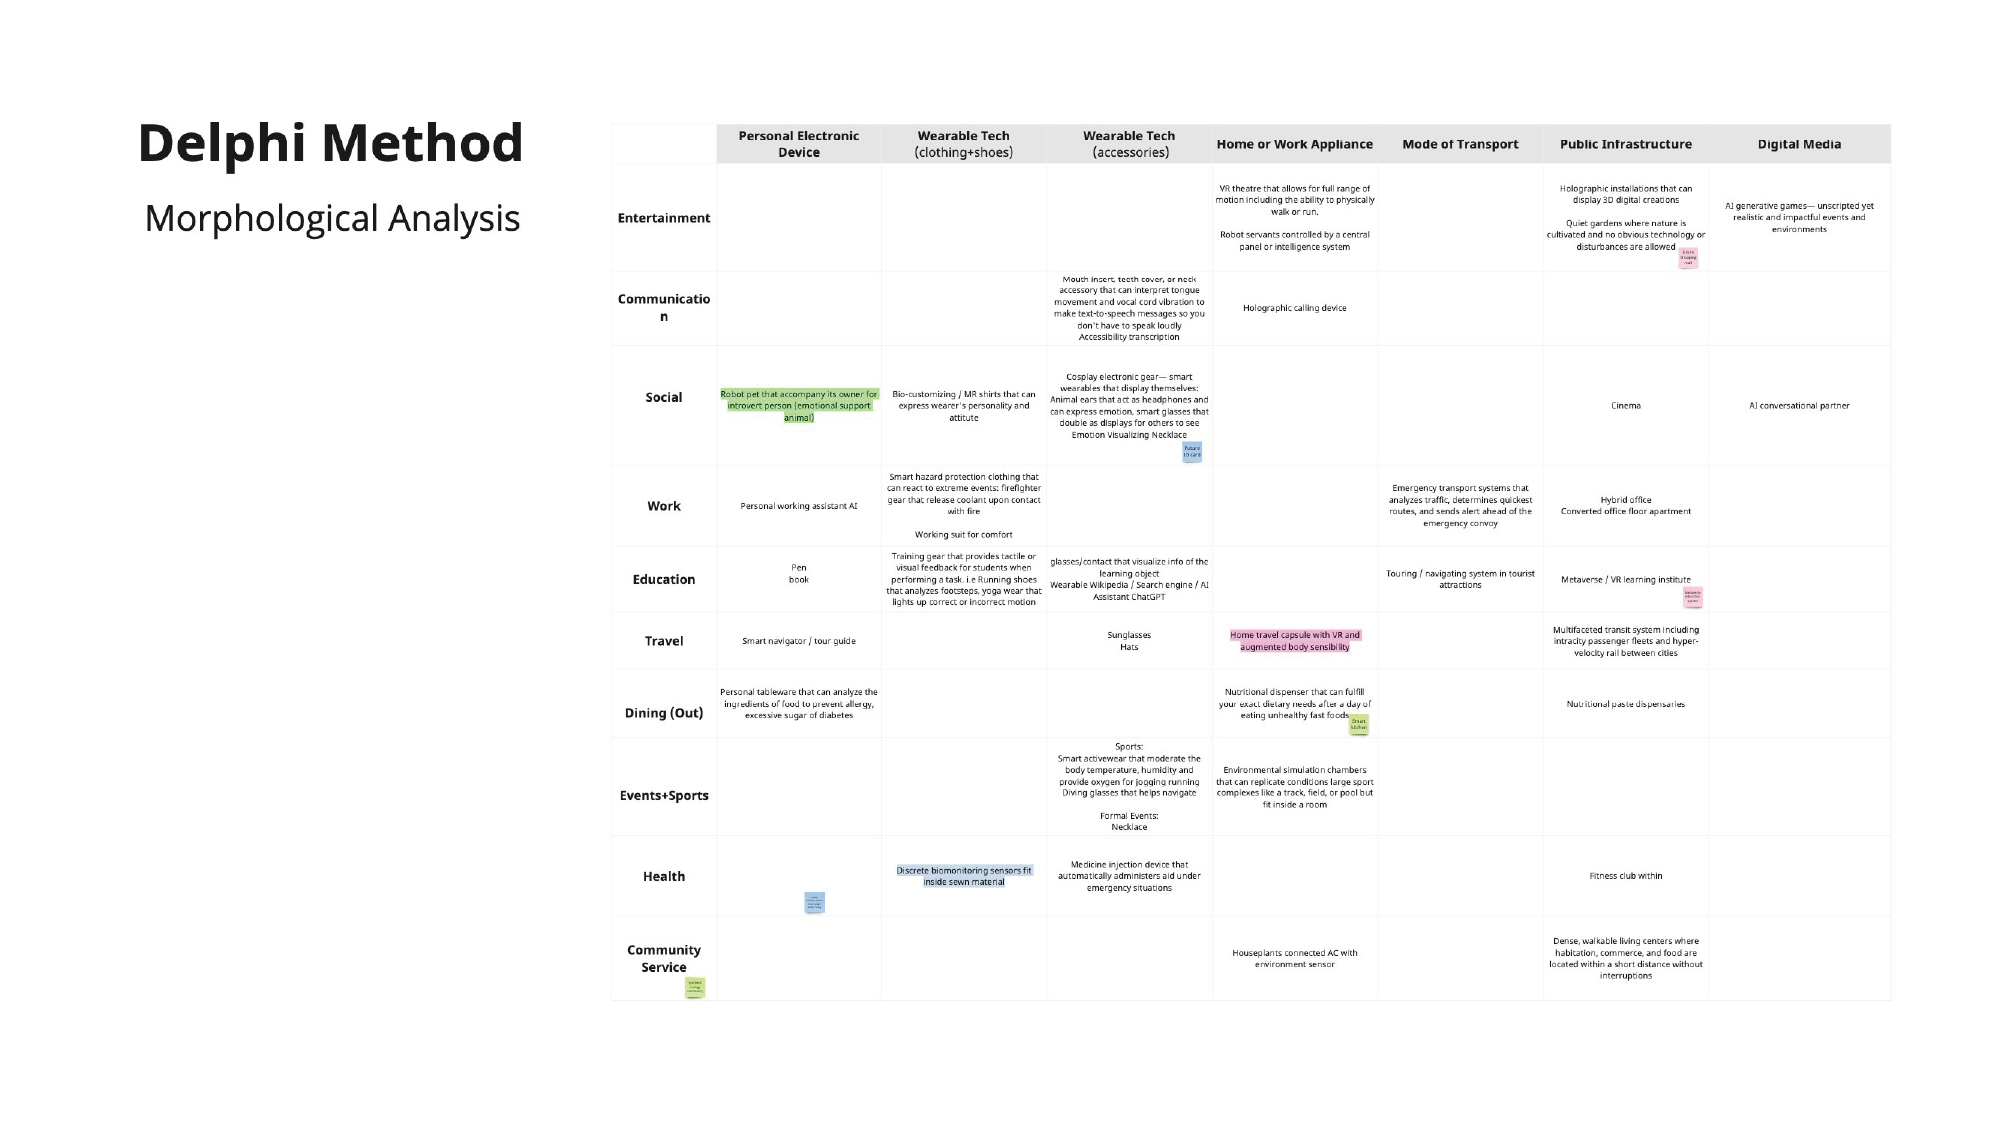 Delphi Method
Morphological Analysis
Personal Electronic
Device
Wearable Tech
(clothing+shoes)
Wearable Tech
(accessories)
Home or Work Appliance
Mode of Transport
Public Infrastructure
Digital Media
Entertainment
VR theatre that allows for full range of
motion including the ability to physically
walk or run.
Robot servants controlled by a central
panel or intelligence system
Holographic installations that can
display 3D digital creations
Quiet gardens where nature is
cultivated and no obvious technology or
disturbances are allowed
AI generative games— unscripted yet
realistic and impactful events and
environments
Communicatio
n
Mouth insert, teeth cover, or neck
accessory that can interpret tongue
movement and vocal cord vibration to
make text-to-speech messages so you
don't have to speak loudly
Accessibility transcription
Holographic calling device
Social
Robot pet that accompany its owner for
introvert person (emotional support
animal)
Bio-customizing / MR shirts that can
express wearer's personality and
attitute
Cosplay electronic gear— smart
wearables that display themselves:
Animal ears that act as headphones and
can express emotion, smart glasses that
double as displays for others to see
Emotion Visualizing Necklace
Future
ID card
Cinema
AI conversational partner
Work
Personal working assistant AI
Smart hazard protection clothing that
can react to extreme events: firefighter
gear that release coolant upon contact
with fire
Working suit for comfort
Emergency transport systems that
analyzes traffic, determines quickest
routes, and sends alert ahead of the
emergency convoy
Hybrid office
Converted office floor apartment
Education
Pen
book
Training gear that provides tactile or
visual feedback for students when
performing a task. i.e Running shoes
that analyzes footsteps, yoga wear that
lights up correct or incorrect motion
glasses/contact that visualize info of the
learning object
Wearable Wikipedia / Search engine / AI
Assistant ChatGPT
Touring / navigating system in tourist
attractions
Metaverse / VR learning institute
Travel
Smart navigator / tour guide
Sunglasses
Hats
Home travel capsule with VR and
augmented body sensibility
Multifaceted transit system including
intracity passenger fleets and hyper-
velocity rail between cities
Dining (Out)
Personal tableware that can analyze the
ingredients of food to prevent allergy,
excessive sugar of diabetes
Nutritional dispenser that can fulfill
your exact dietary needs after a day of
eating unhealthy fast foods
Smart
kitchen
Nutritional paste dispensaries
Events+Sports
Sports:
Smart activewear that moderate the
body temperature, humidity and
provide oxygen for jogging running
Diving glasses that helps navigate
Formal Events:
Necklace
Environmental simulation chambers
that can replicate conditions large sport
complexes like a track, field, or pool but
fit inside a room
Health
Discrete biomonitoring sensors fit
inside sewn material
Medicine injection device that
automatically administers aid under
emergency situations
Fitness club within
Community
Service
Houseplants connected AC with
environment sensor
Dense, walkable living centers where
habitation, commerce, and food are
located within a short distance without
interruptions